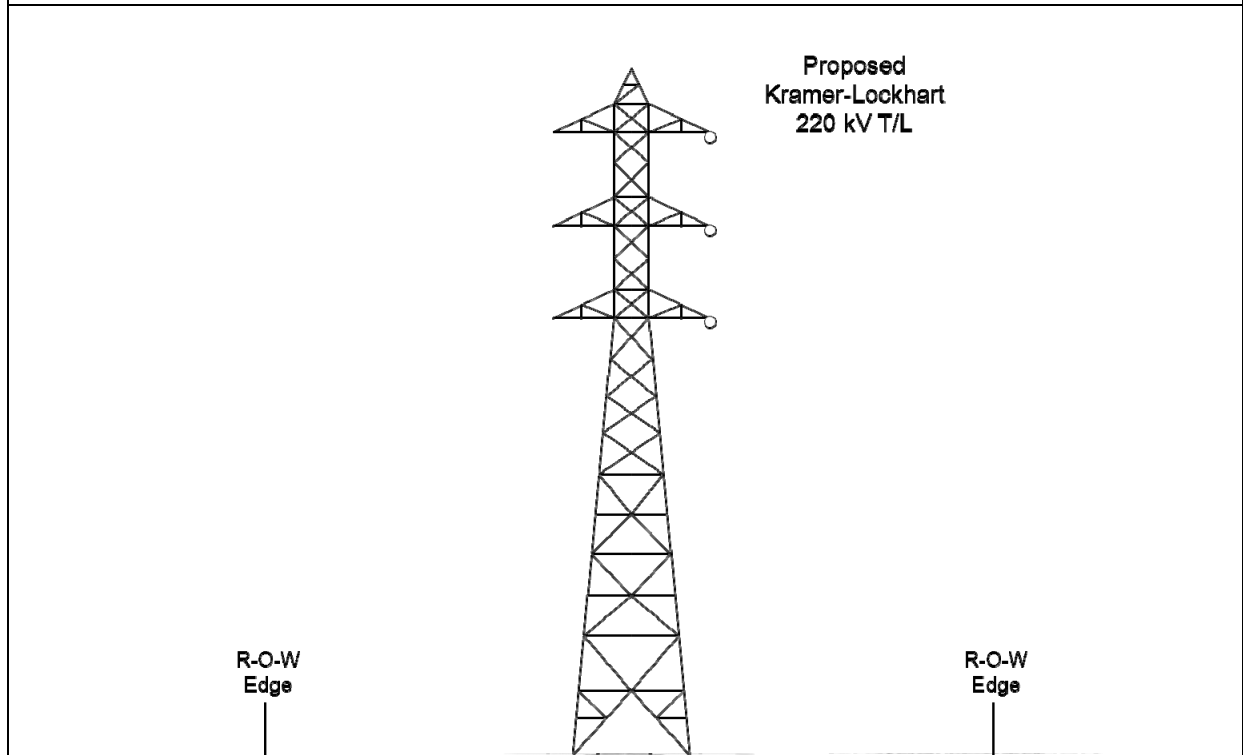 Proposed
Kramer-Lockhart
220 kV T/L
R-O-W
Edge
R-O-W
Edge